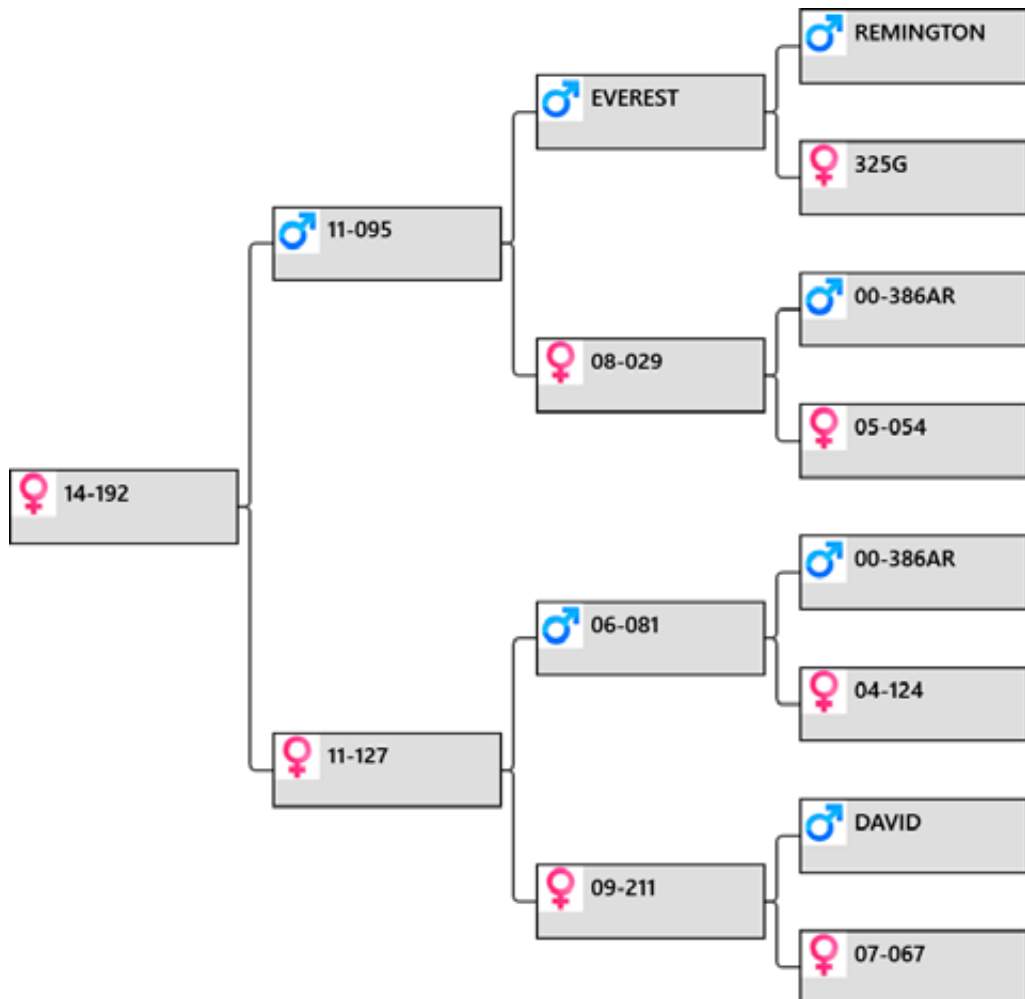 REMINGTON
EVEREST
325G
11-095
00-386AR
08-029
05-054
14-192
00-386AR
06-081
04-124
11-127
DAVID
09-211
07-067